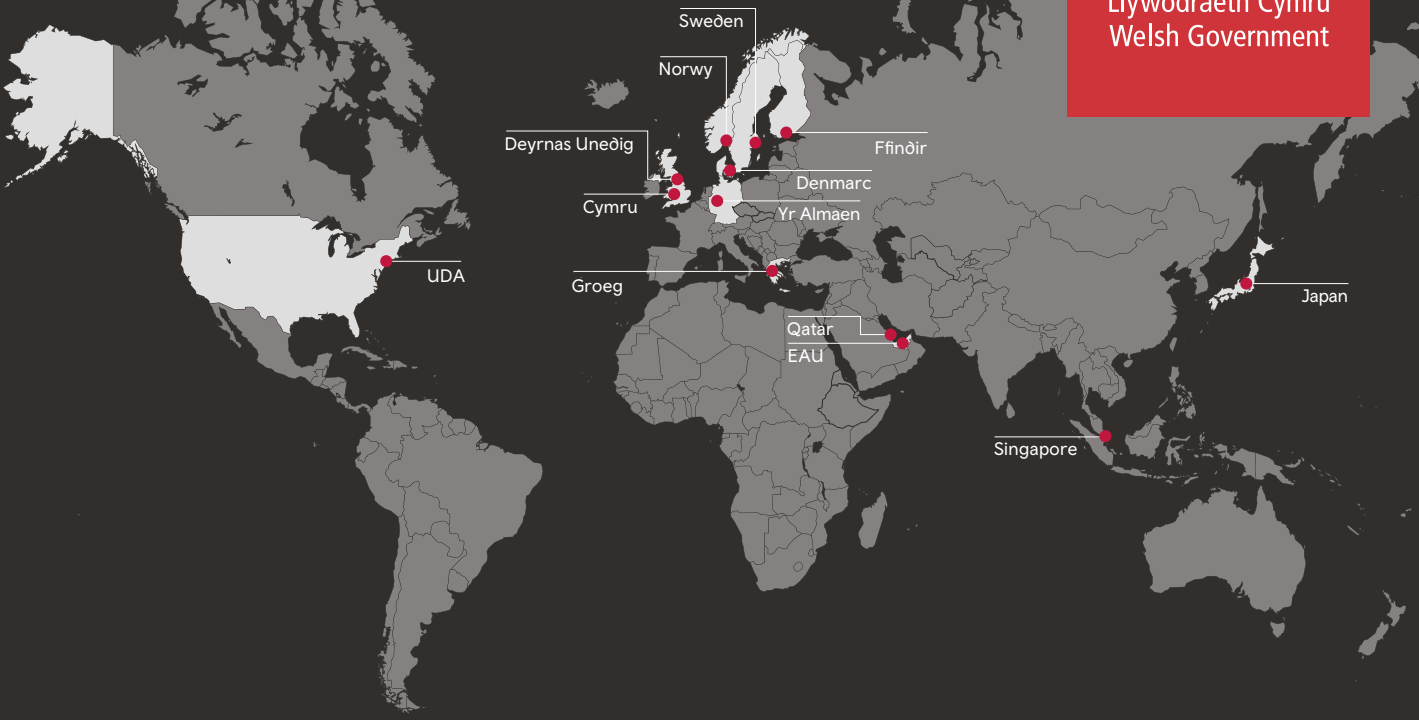 Llywodraeth Cymru
Welsh Government
Sweden
Norwy
Deyrnas Unedig
Ffindir
Denmarc
Cymru
Yr Almaen
UDA
Groeg
Japan
Qatar
EAU
Singapore